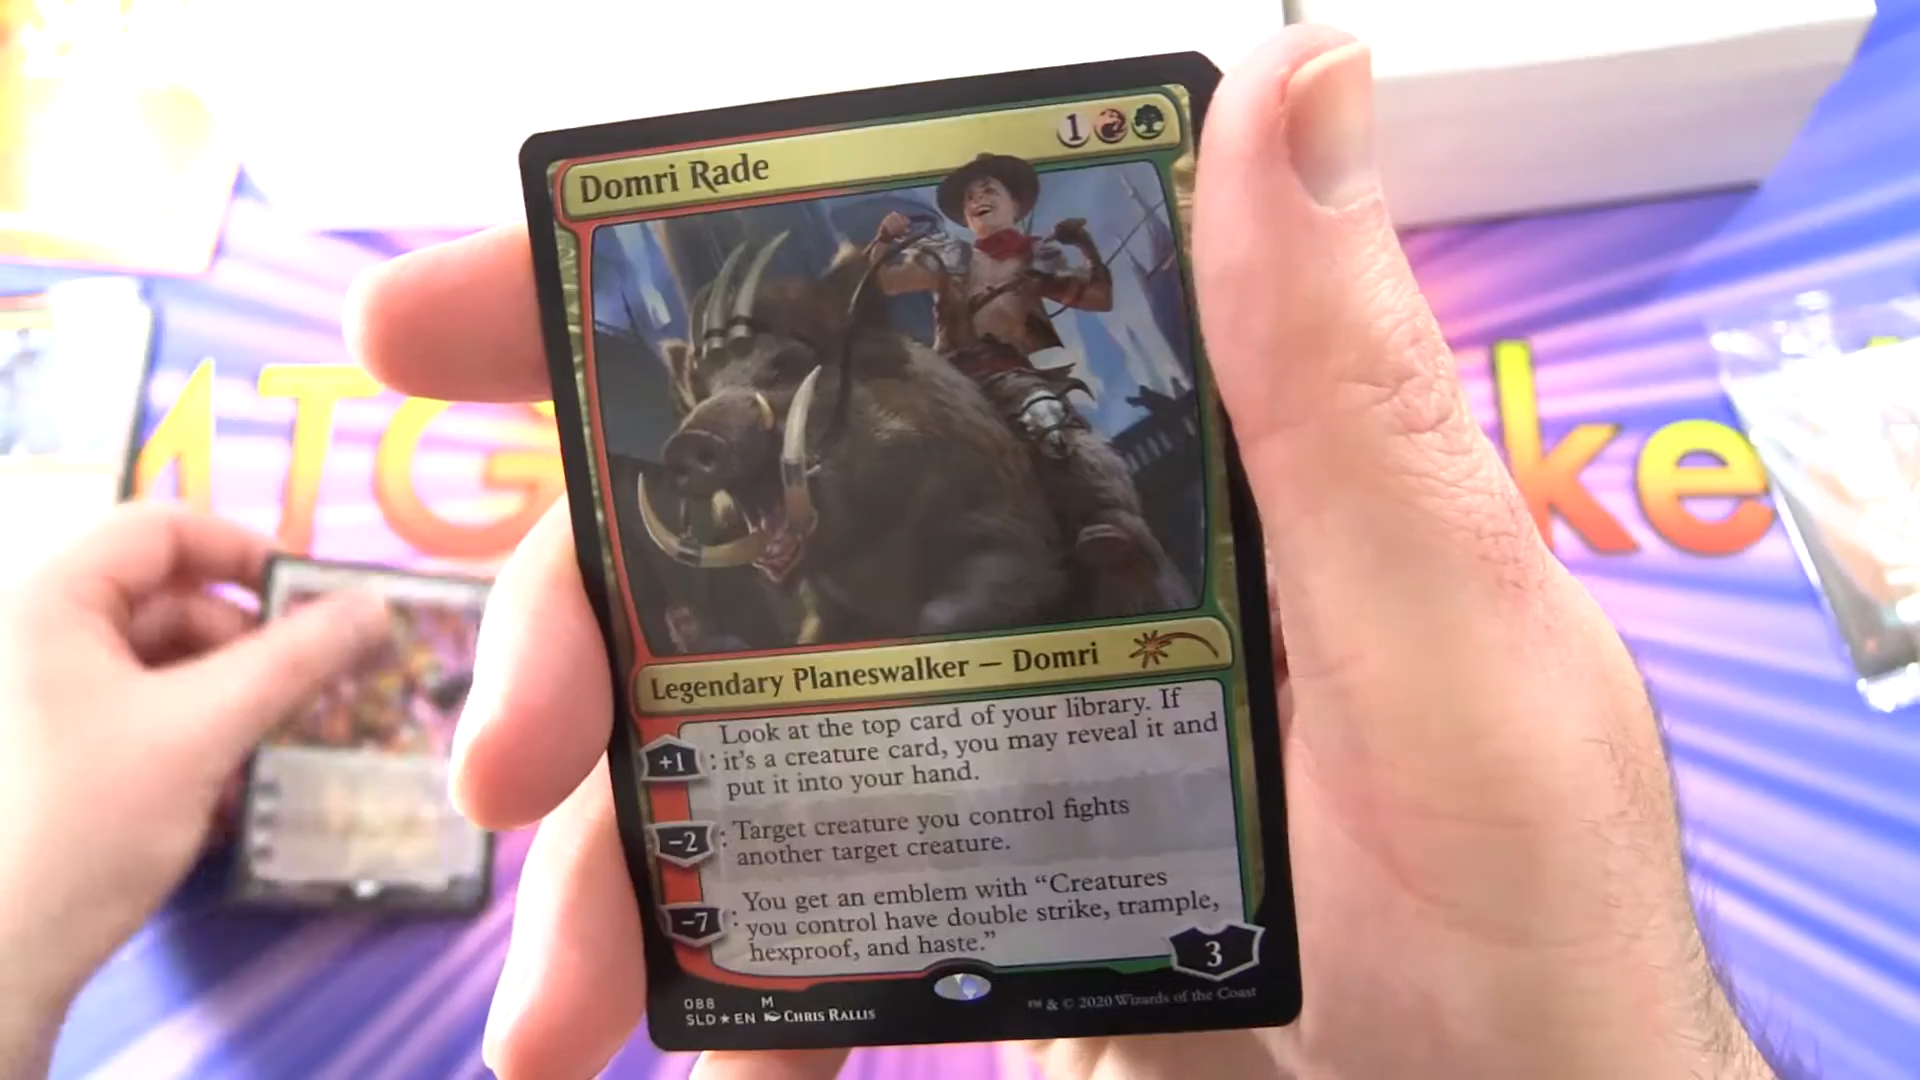 Domri Rade
1
MTG
ke
Legendary Planeswalker — Domri
Look at the top card of your library. If
+1 : it's a creature card, you may reveal it and
put it into your hand.
−2 : Target creature you control fights
another target creature.
−7 : You get an emblem with “Creatures
you control have double strike, trample,
hexproof, and haste.”
3
088 M
SLD ★ EN Chris Rallis
™ & © 2020 Wizards of the Coast